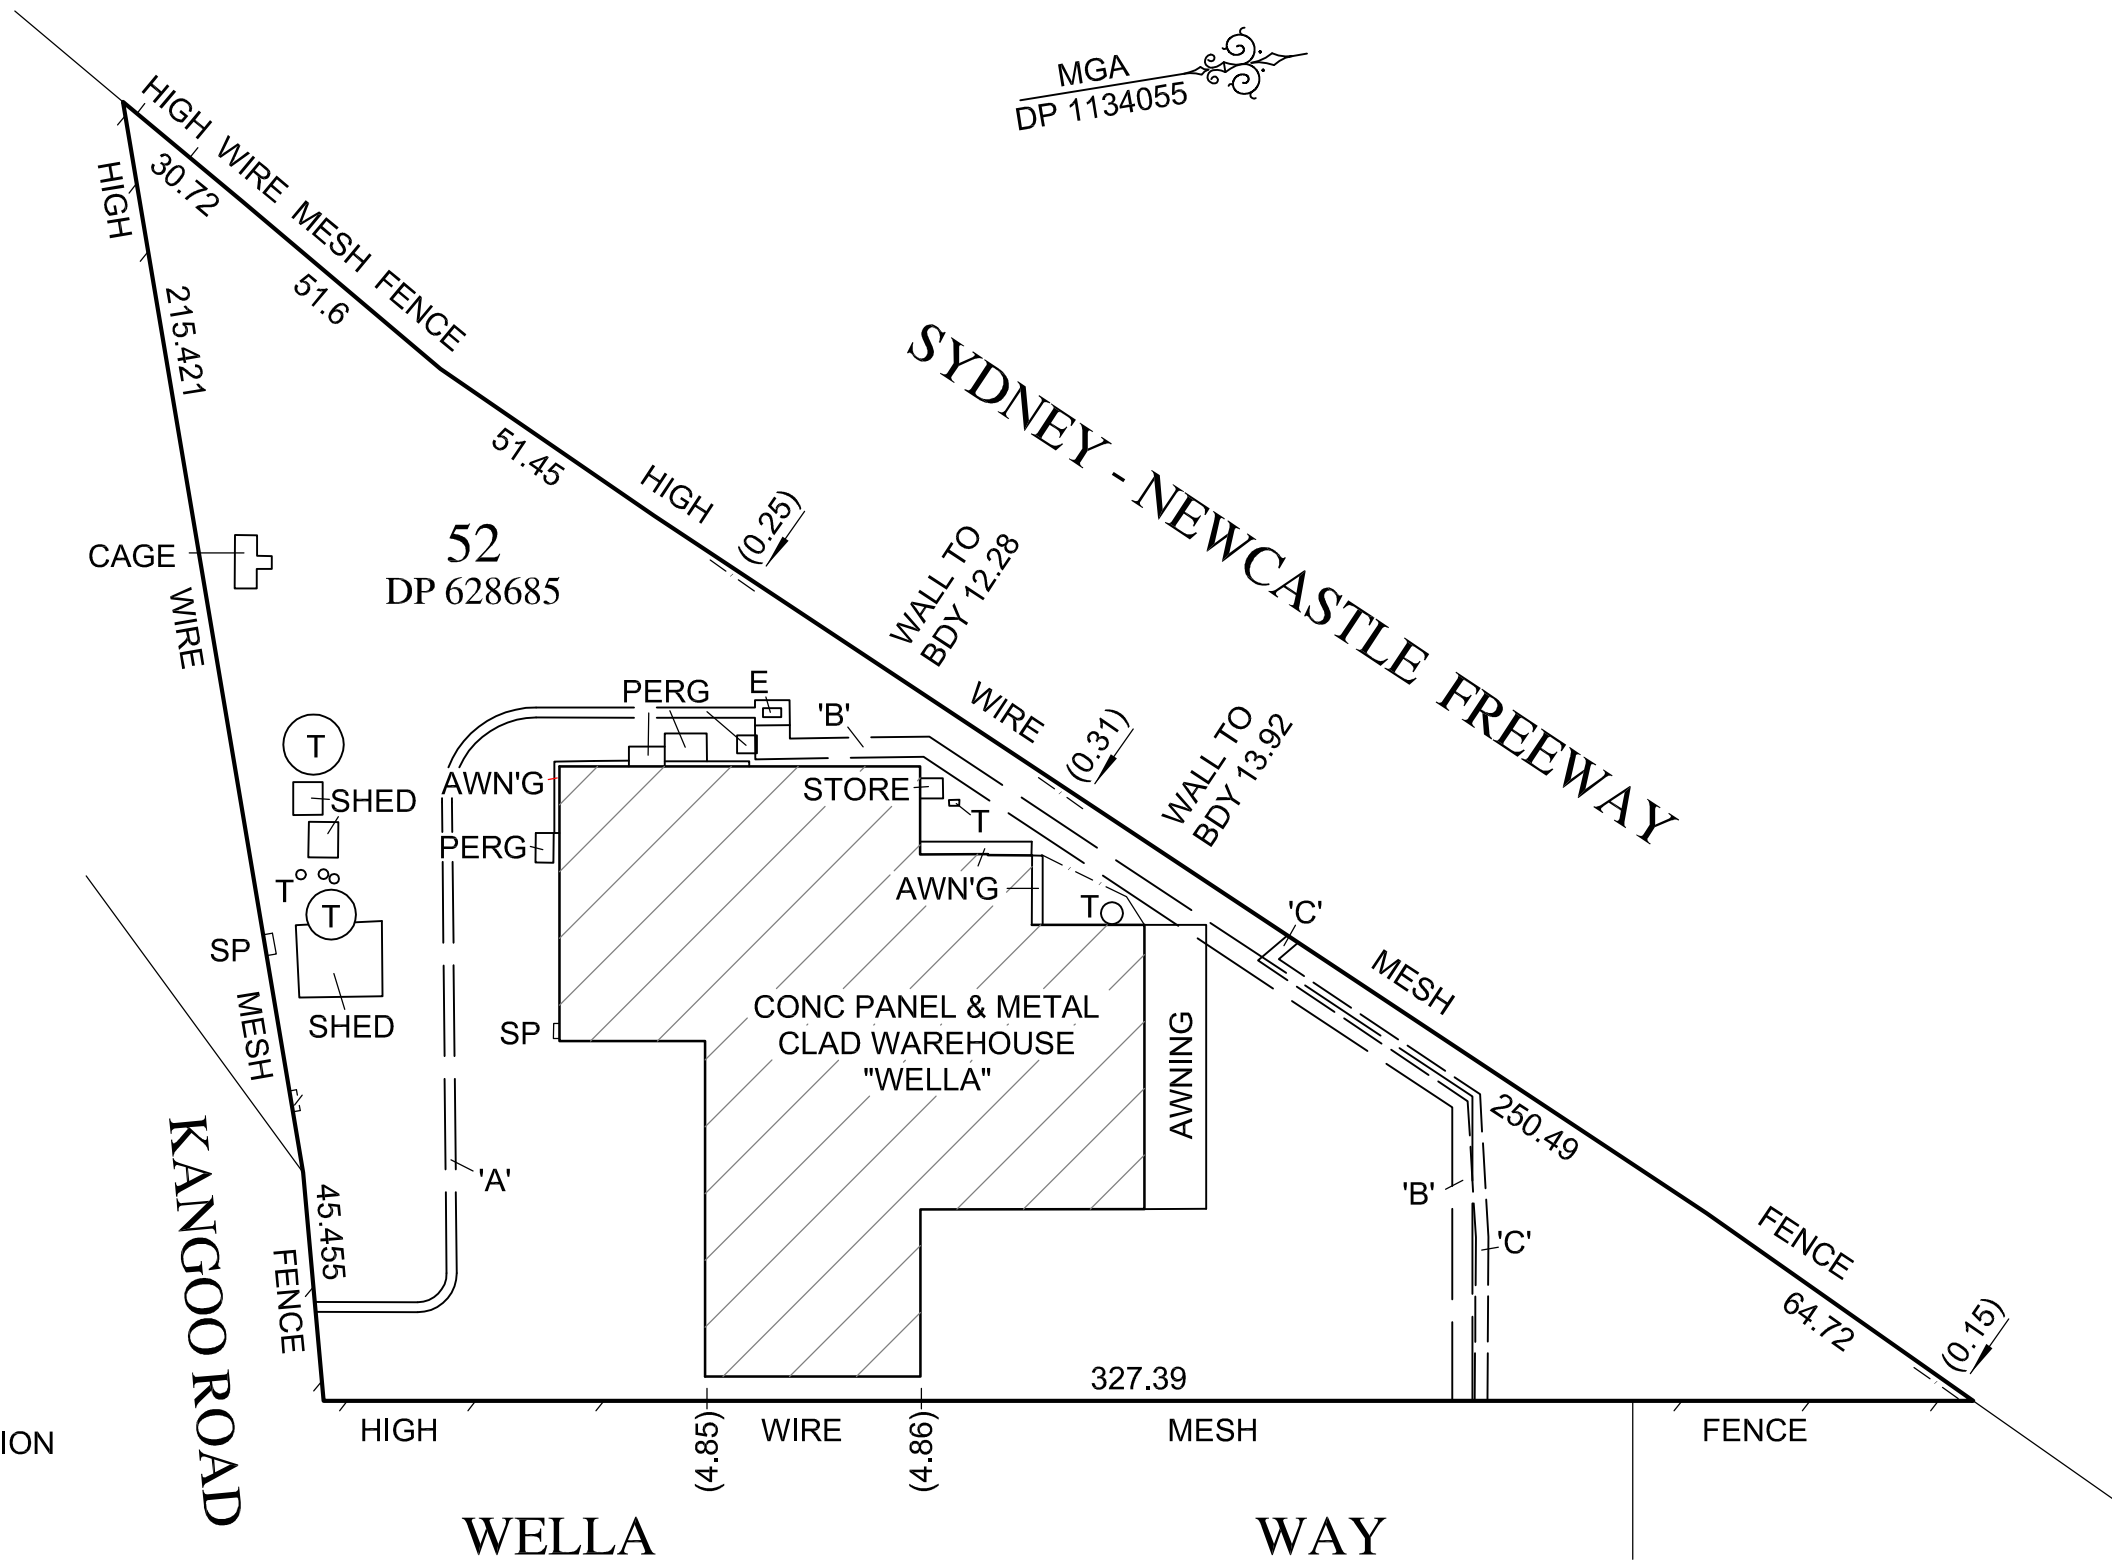 MGA
DP 1134055
HIGH WIRE MESH FENCE
30.72
51.6
51.45
HIGH
215.421
WIRE
MESH
FENCE
45.455
SYDNEY - NEWCASTLE FREEWAY
HIGH
(0.25)
WALL TO
BDY 12.28
WIRE
(0.31)
WALL TO
BDY 13.92
MESH
250.49
FENCE
64.72
(0.15)
52
DP 628685
CAGE
PERG
E
'B'
T
SHED
AWN'G
STORE
T
PERG
AWN'G
T
T
T
SP
SHED
SP
CONC PANEL & METAL
CLAD WAREHOUSE
"WELLA"
AWNING
'C'
'A'
'B'
'C'
KANGOO ROAD
327.39
HIGH WIRE MESH FENCE
(4.85)
(4.86)
ION
WELLA WAY